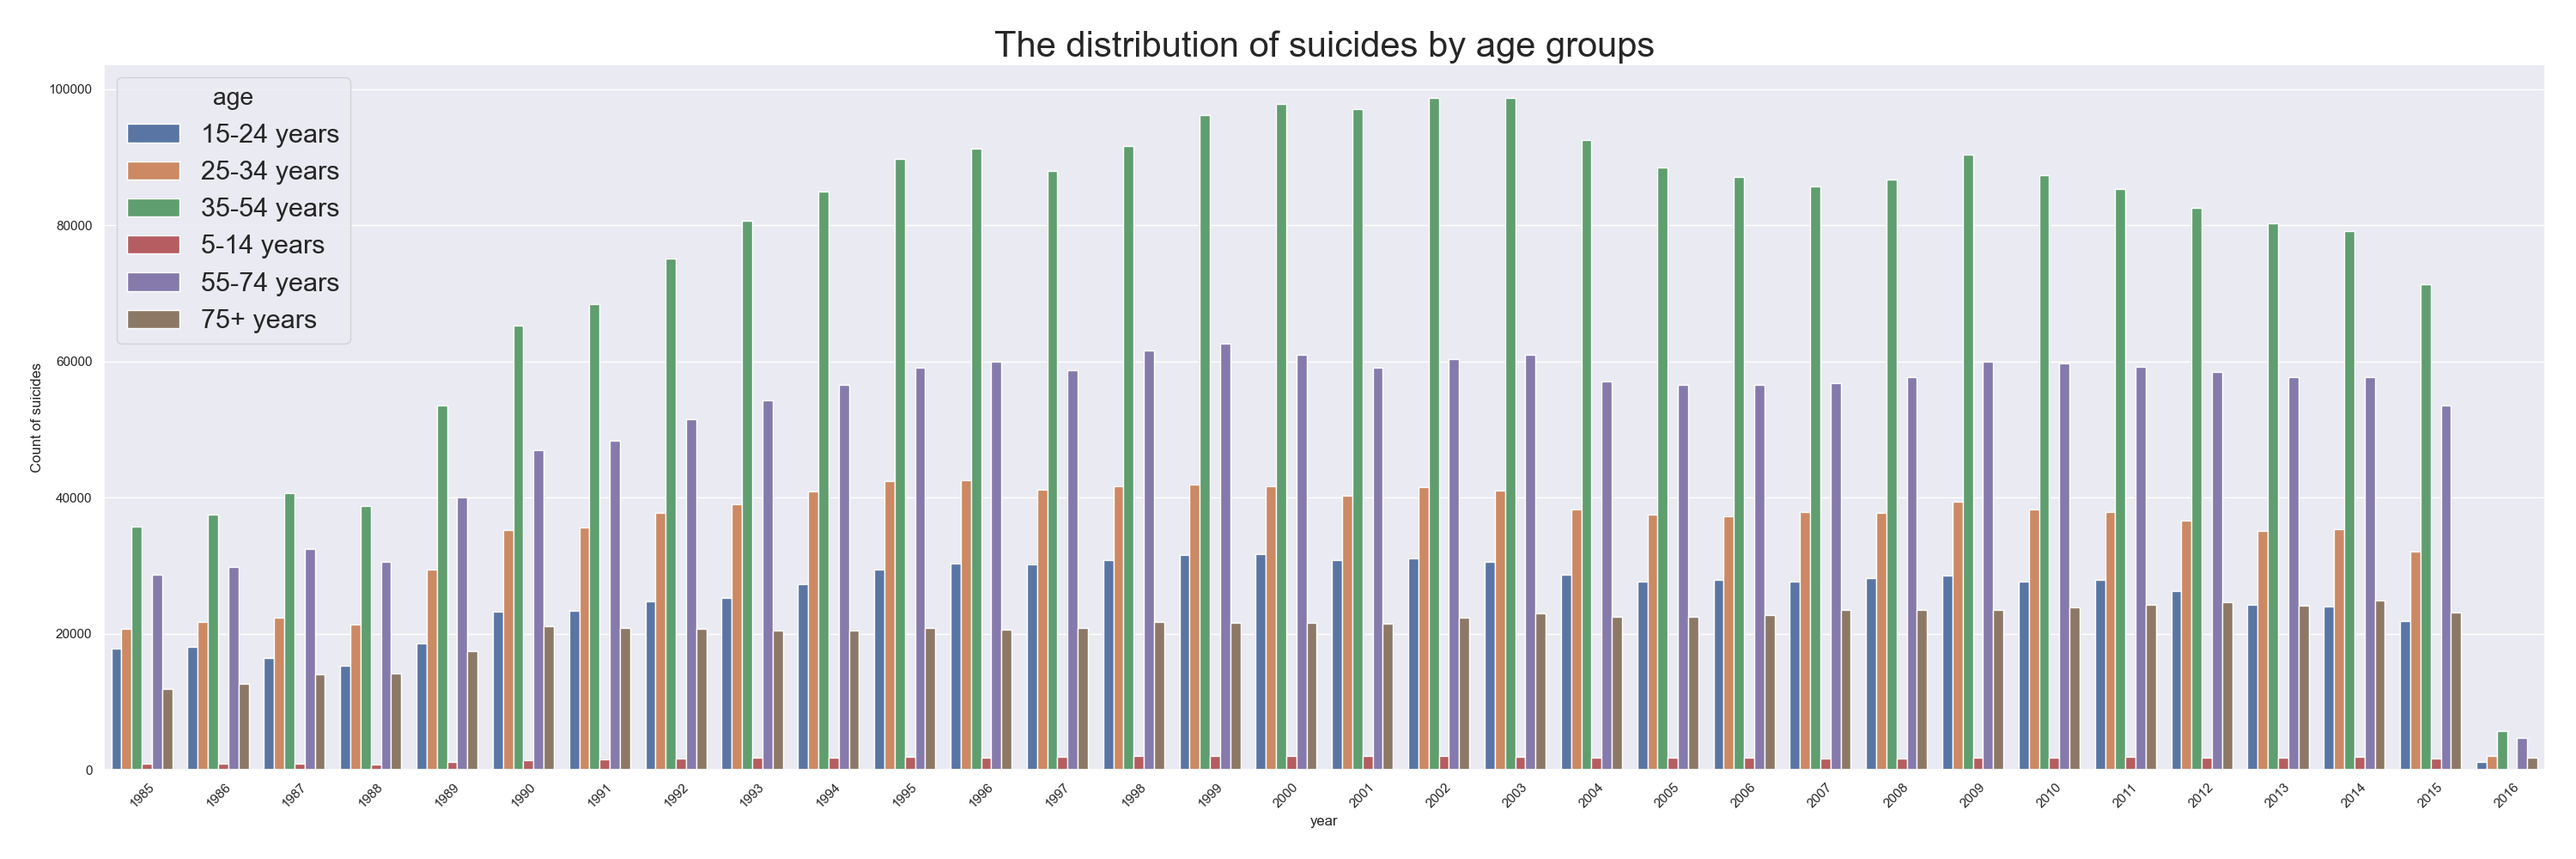 The distribution of suicides by age groups
age
15-24 years
25-34 years
35-54 years
5-14 years
55-74 years
75+ years
Count of suicides
100000
80000
60000
40000
20000
0
1985 1986 1987 1988 1989 1990 1991 1992 1993 1994 1995 1996 1997 1998 1999 2000 2001 2002 2003 2004 2005 2006 2007 2008 2009 2010 2011 2012 2013 2014 2015 2016
year